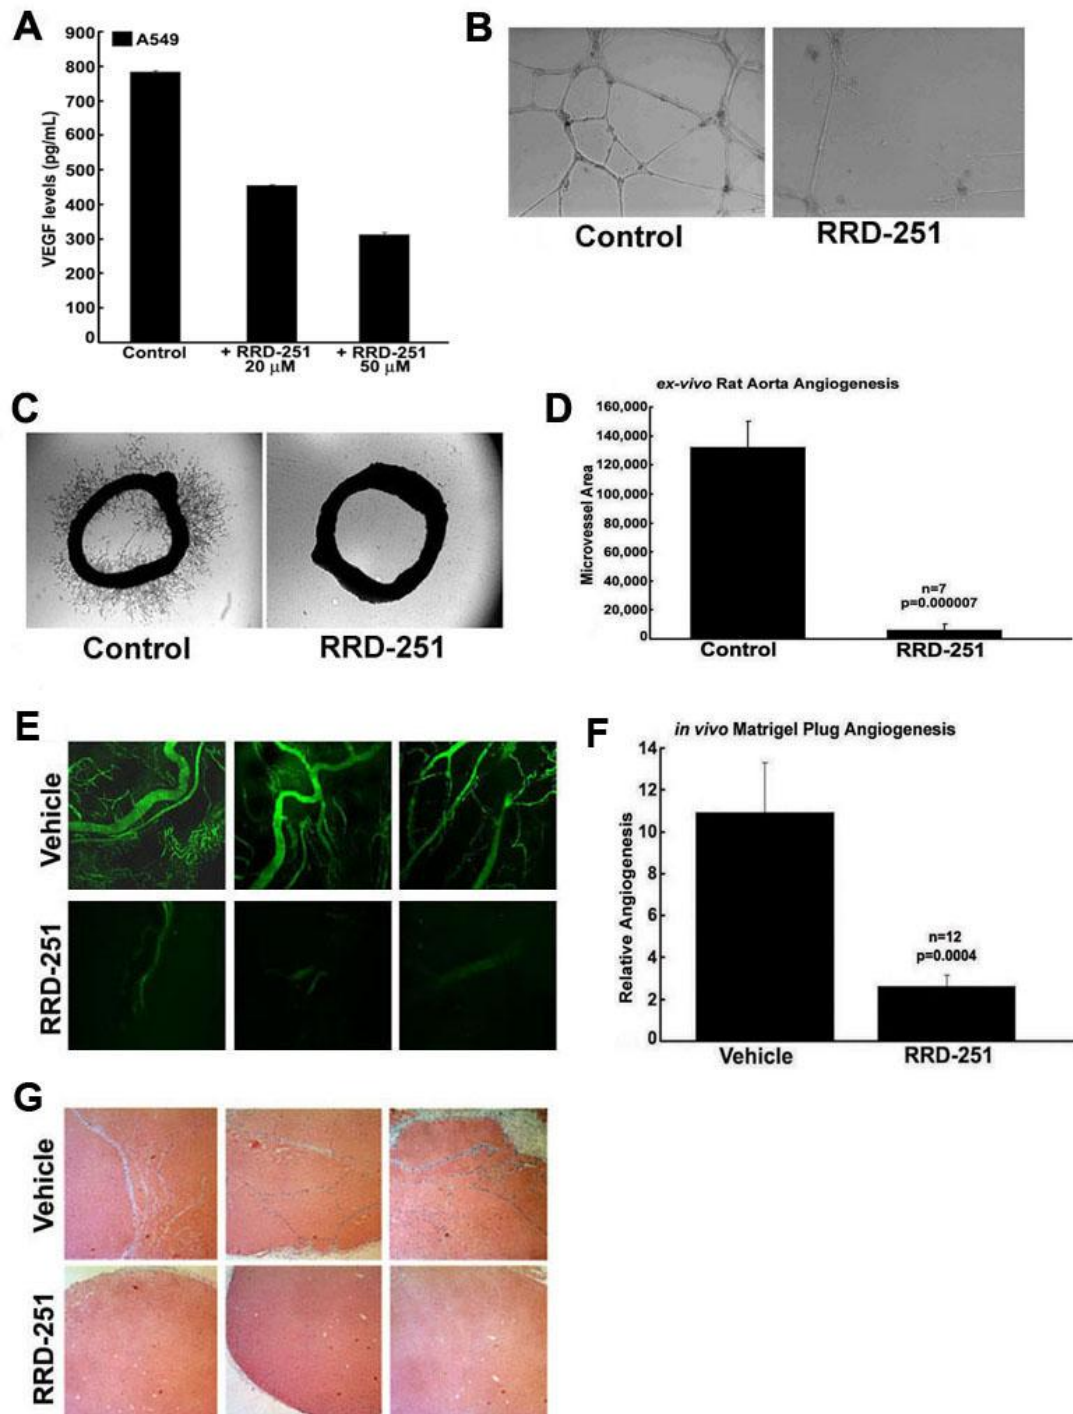 A
900
A549
800
700
600
500
400
300
200
100
0
VEGF levels (pg/mL)
Control
+ RRD-251
20 μM
+ RRD-251
50 μM
B
Control
RRD-251
C
Control
RRD-251
D
ex-vivo Rat Aorta Angiogenesis
160,000
140,000
120,000
100,000
80,000
60,000
40,000
20,000
0
Microvessel Area
n=7
p=0.000007
Control
RRD-251
E
Vehicle
RRD-251
F
in vivo Matrigel Plug Angiogenesis
14
12
10
8
6
4
2
0
Relative Angiogenesis
n=12
p=0.0004
Vehicle
RRD-251
G
Vehicle
RRD-251